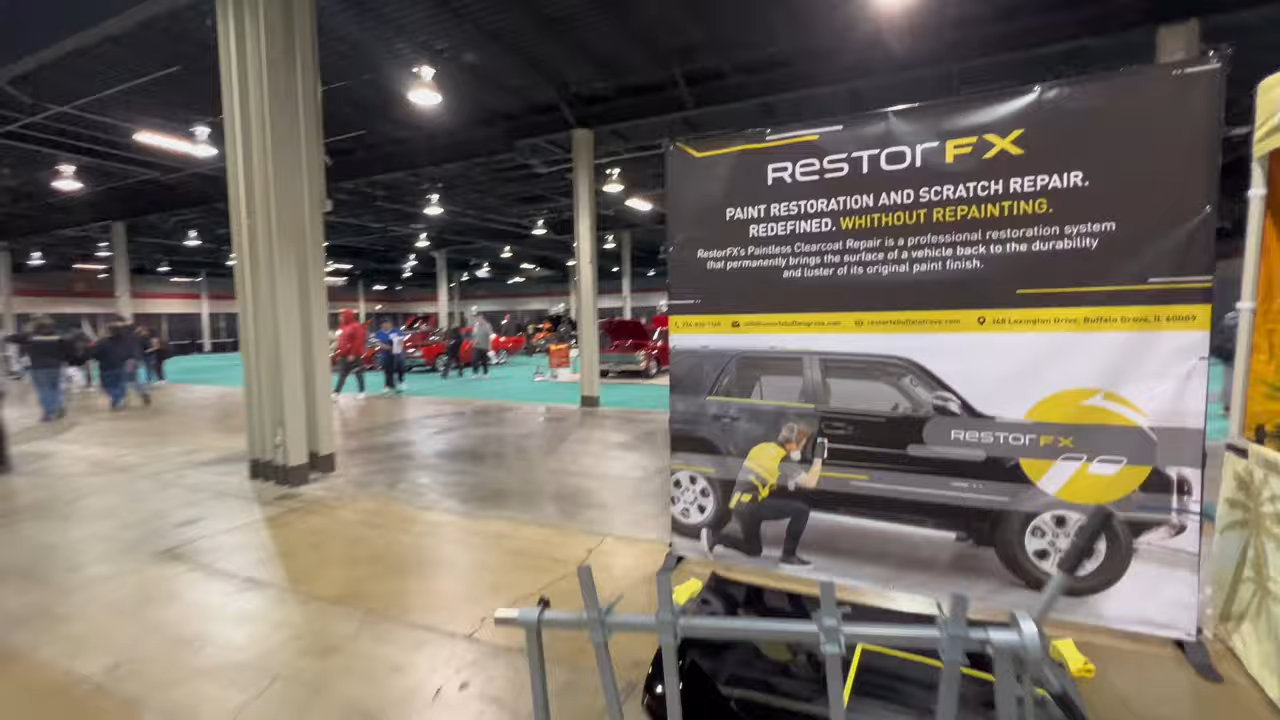 RESTORFX
PAINT RESTORATION AND SCRATCH REPAIR.
REDEFINED. WHITHOUT REPAINTING.
RestorFX's Paintless Clearcoat Repair is a professional restoration system
that permanently brings the surface of a vehicle back to the durability
and luster of its original paint finish.
restorfxbuffalogrove.com
Drive, Buffalo Grove, IL 60089
RESTORFX